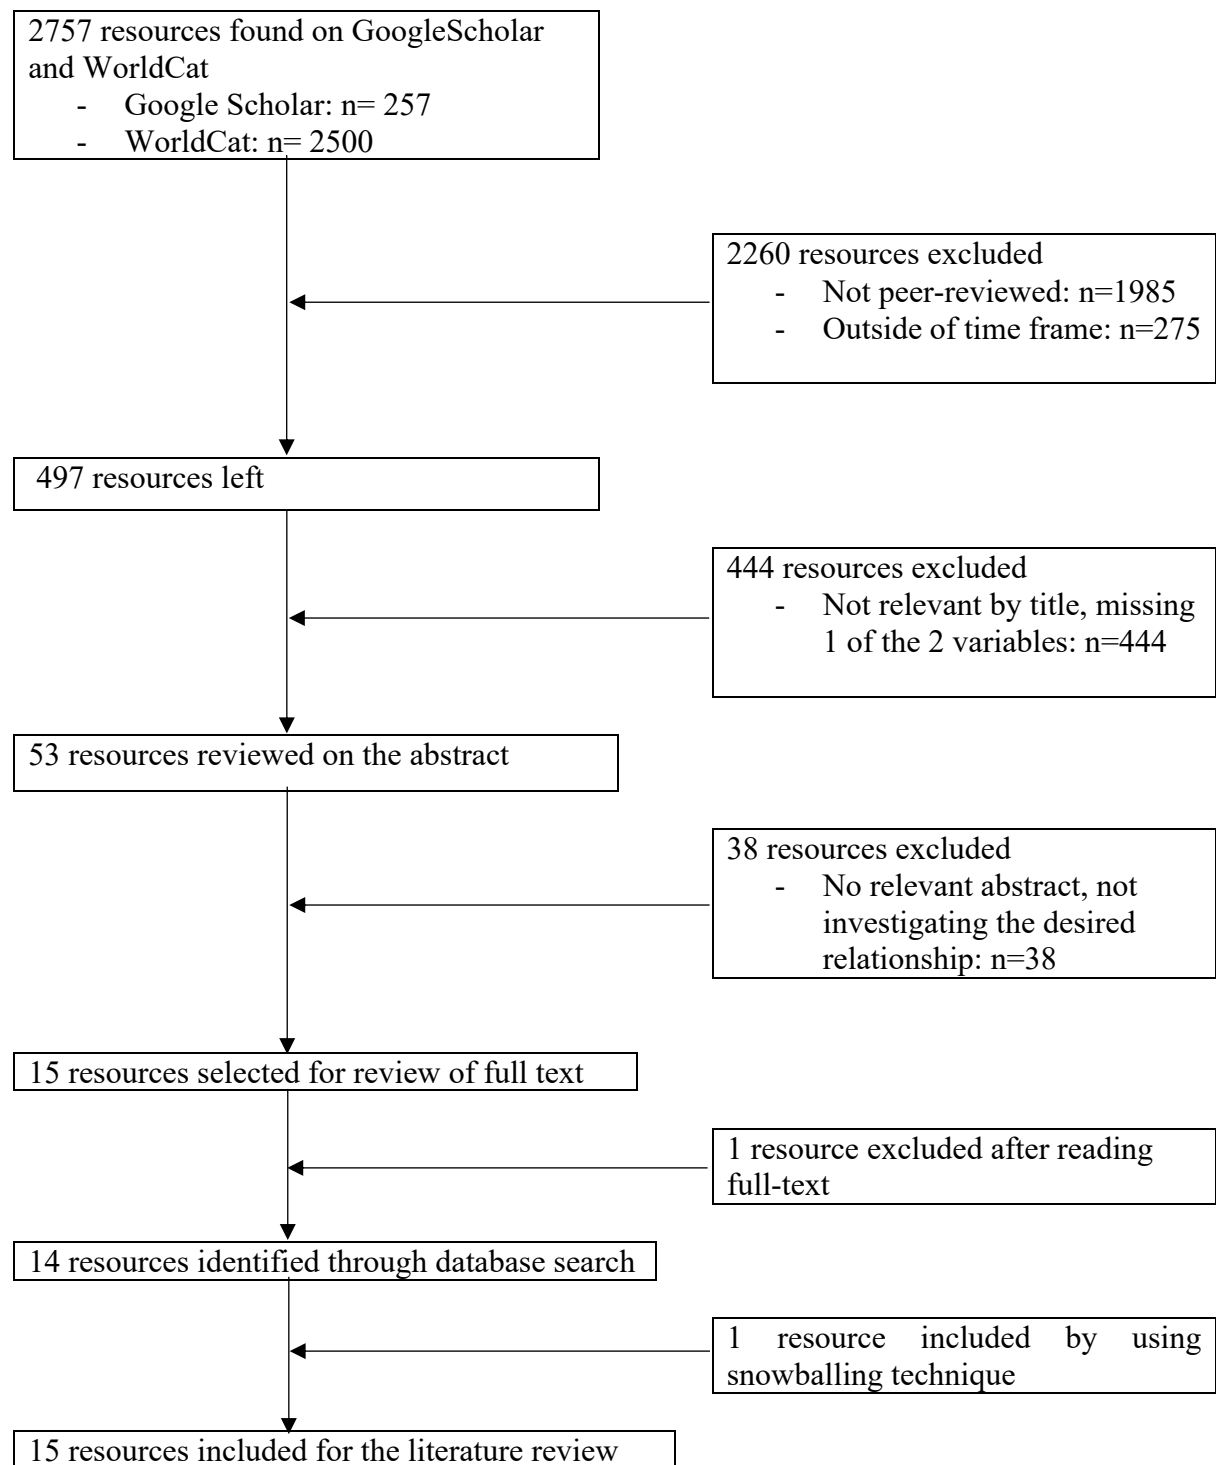 2757 resources found on GoogleScholar
and WorldCat
- Google Scholar: n= 257
- WorldCat: n= 2500
2260 resources excluded
- Not peer-reviewed: n=1985
- Outside of time frame: n=275
497 resources left
444 resources excluded
- Not relevant by title, missing
1 of the 2 variables: n=444
53 resources reviewed on the abstract
38 resources excluded
- No relevant abstract, not
investigating the desired
relationship: n=38
15 resources selected for review of full text
1 resource excluded after reading
full-text
14 resources identified through database search
1 resource included by using
snowballing technique
15 resources included for the literature review